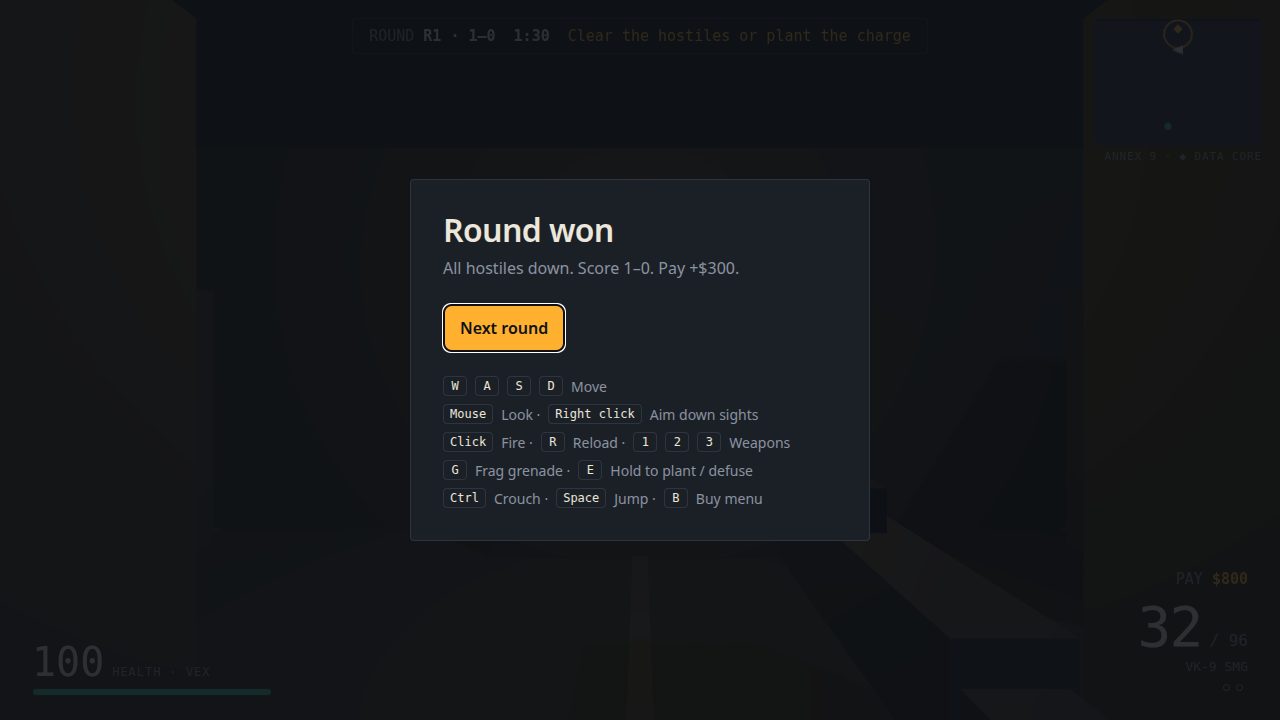 ROUND R1 · 1–0 1:30 Clear the hostiles or plant the charge
ANNEX 9 · ◆ DATA CORE
Round won
All hostiles down. Score 1–0. Pay +$300.
Next round
W A S D Move
Mouse Look · Right click Aim down sights
Click Fire · R Reload · 1 2 3 Weapons
G Frag grenade · E Hold to plant / defuse
Ctrl Crouch · Space Jump · B Buy menu
PAY $800
32 / 96
VK-9 SMG
100 HEALTH · VEX